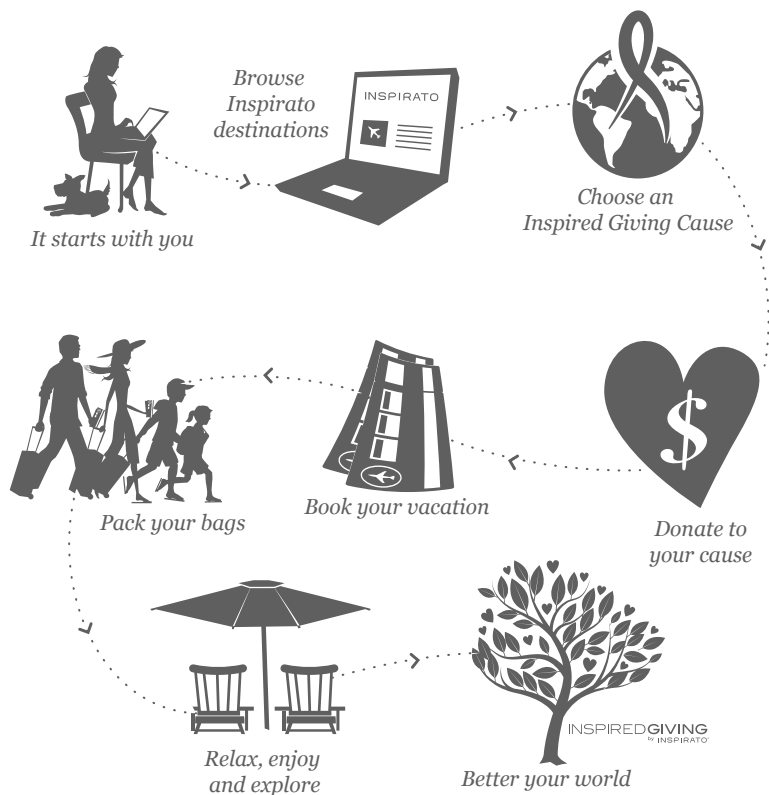 Browse
Inspirato
destinations
INSPIRATO
It starts with you
Choose an
Inspired Giving Cause
$
Pack your bags
Book your vacation
Donate to
your cause
Relax, enjoy
and explore
INSPIREDGIVING
by INSPIRATO
Better your world